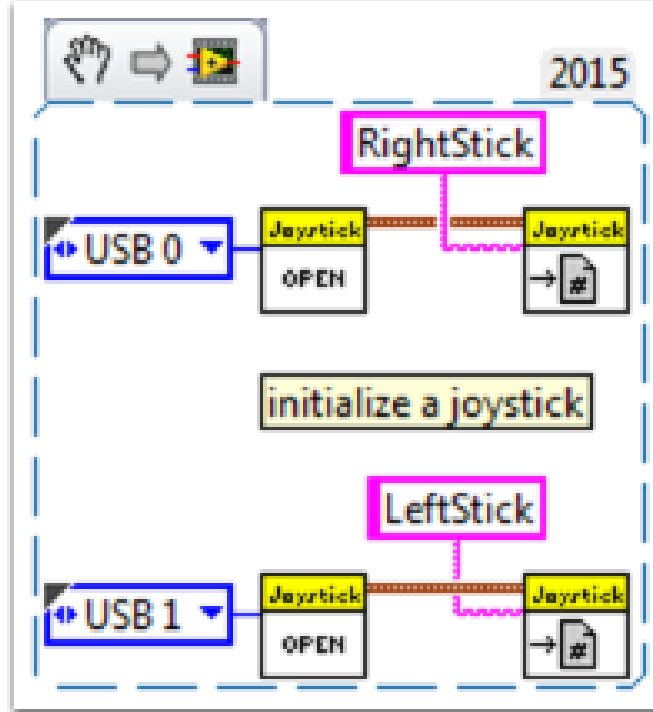 2015
RightStick
USB 0
Joystick
OPEN
Joystick
#
initialize a joystick
LeftStick
USB 1
Joystick
OPEN
Joystick
#